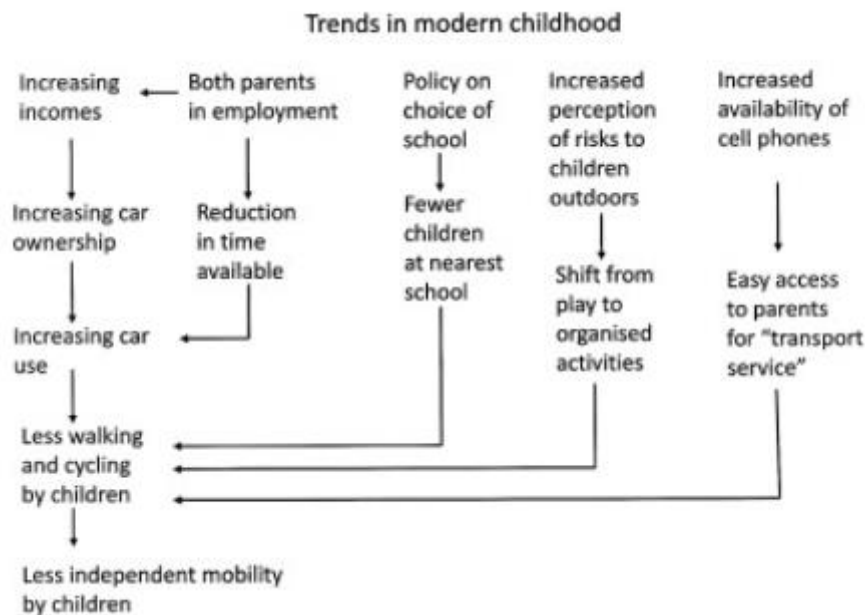 Trends in modern childhood
Increasing
incomes
Both parents
in employment
Policy on
choice of
school
Increased
perception
of risks to
children
outdoors
Increased
availability of
cell phones
Increasing car
ownership
Reduction
in time
available
Fewer
children
at nearest
school
Shift from
play to
organised
activities
Easy access
to parents
for “transport
service”
Increasing car
use
Less walking
and cycling
by children
Less independent mobility
by children